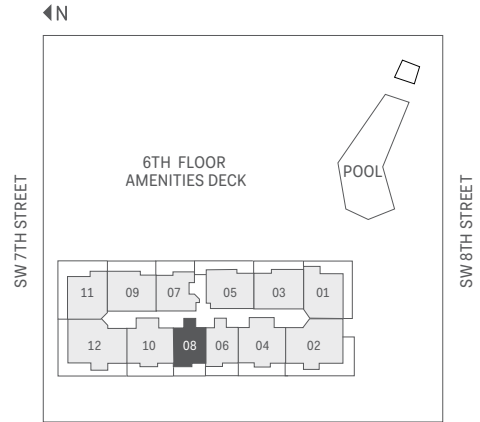 N
6TH FLOOR
AMENITIES DECK
POOL
SW 7TH STREET
SW 8TH STREET
11 09 07 05 03 01
12 10 08 06 04 02